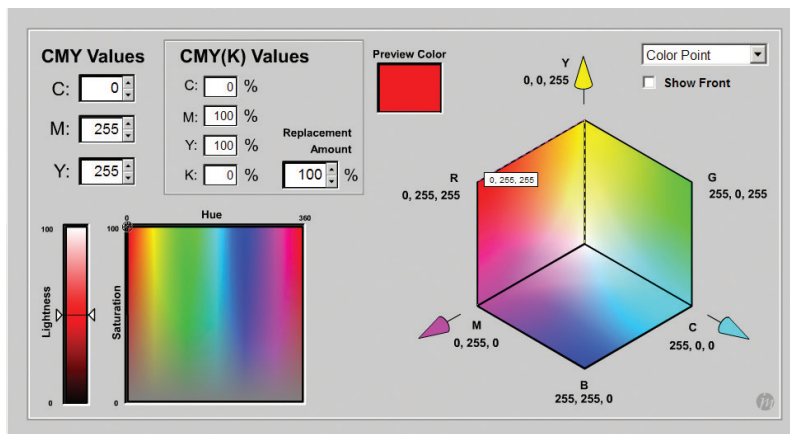 CMY Values
C: 0
M: 255
Y: 255
CMY(K) Values
C: 0 %
M: 100 %
Y: 100 %
K: 0 %
Replacement
Amount
100 %
Preview Color
Color Point
Show Front
Y
0, 0, 255
R
0, 255, 255
0, 255, 255
G
255, 0, 255
M
0, 255, 0
C
255, 0, 0
B
255, 255, 0
Lightness
100
0
Hue
0
360
Saturation
100
0